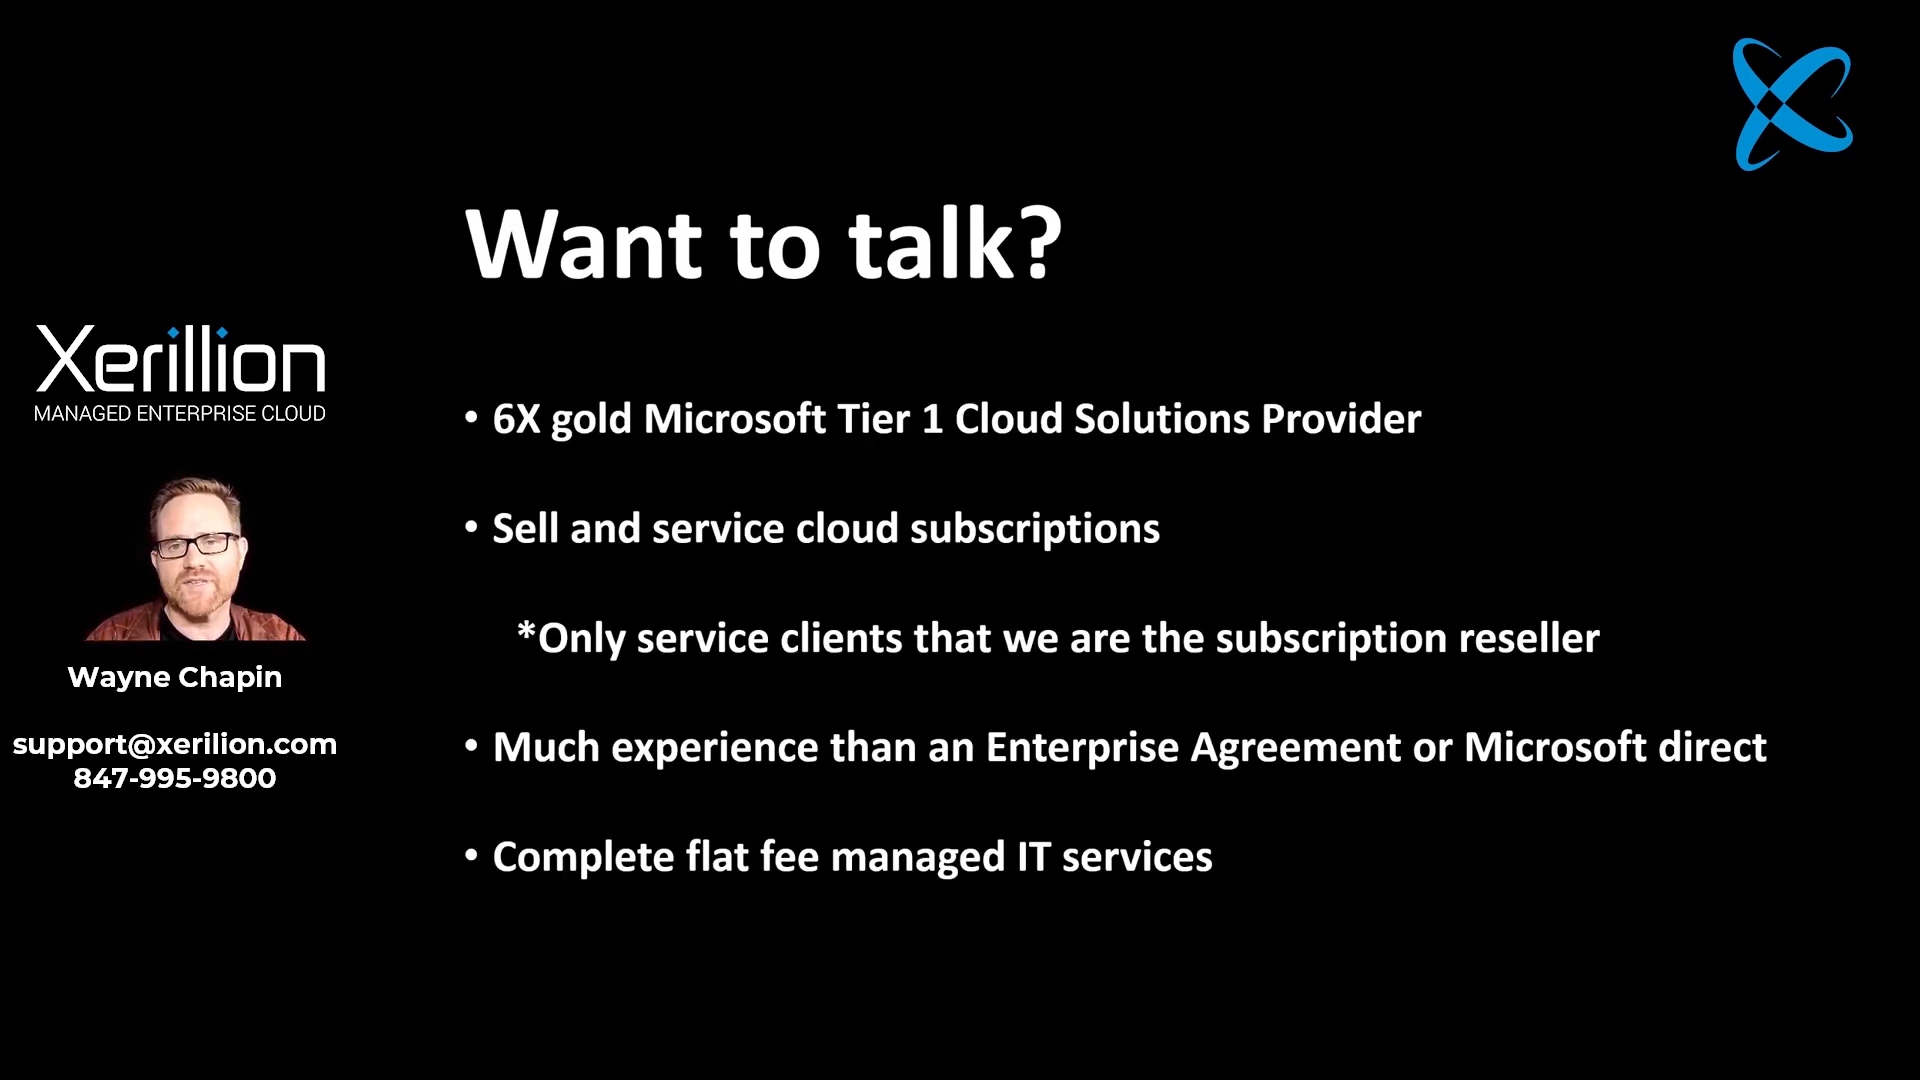 Xerillion
MANAGED ENTERPRISE CLOUD
Wayne Chapin
support@xerilion.com
847-995-9800
Want to talk?
• 6X gold Microsoft Tier 1 Cloud Solutions Provider
• Sell and service cloud subscriptions
*Only service clients that we are the subscription reseller
• Much experience than an Enterprise Agreement or Microsoft direct
• Complete flat fee managed IT services